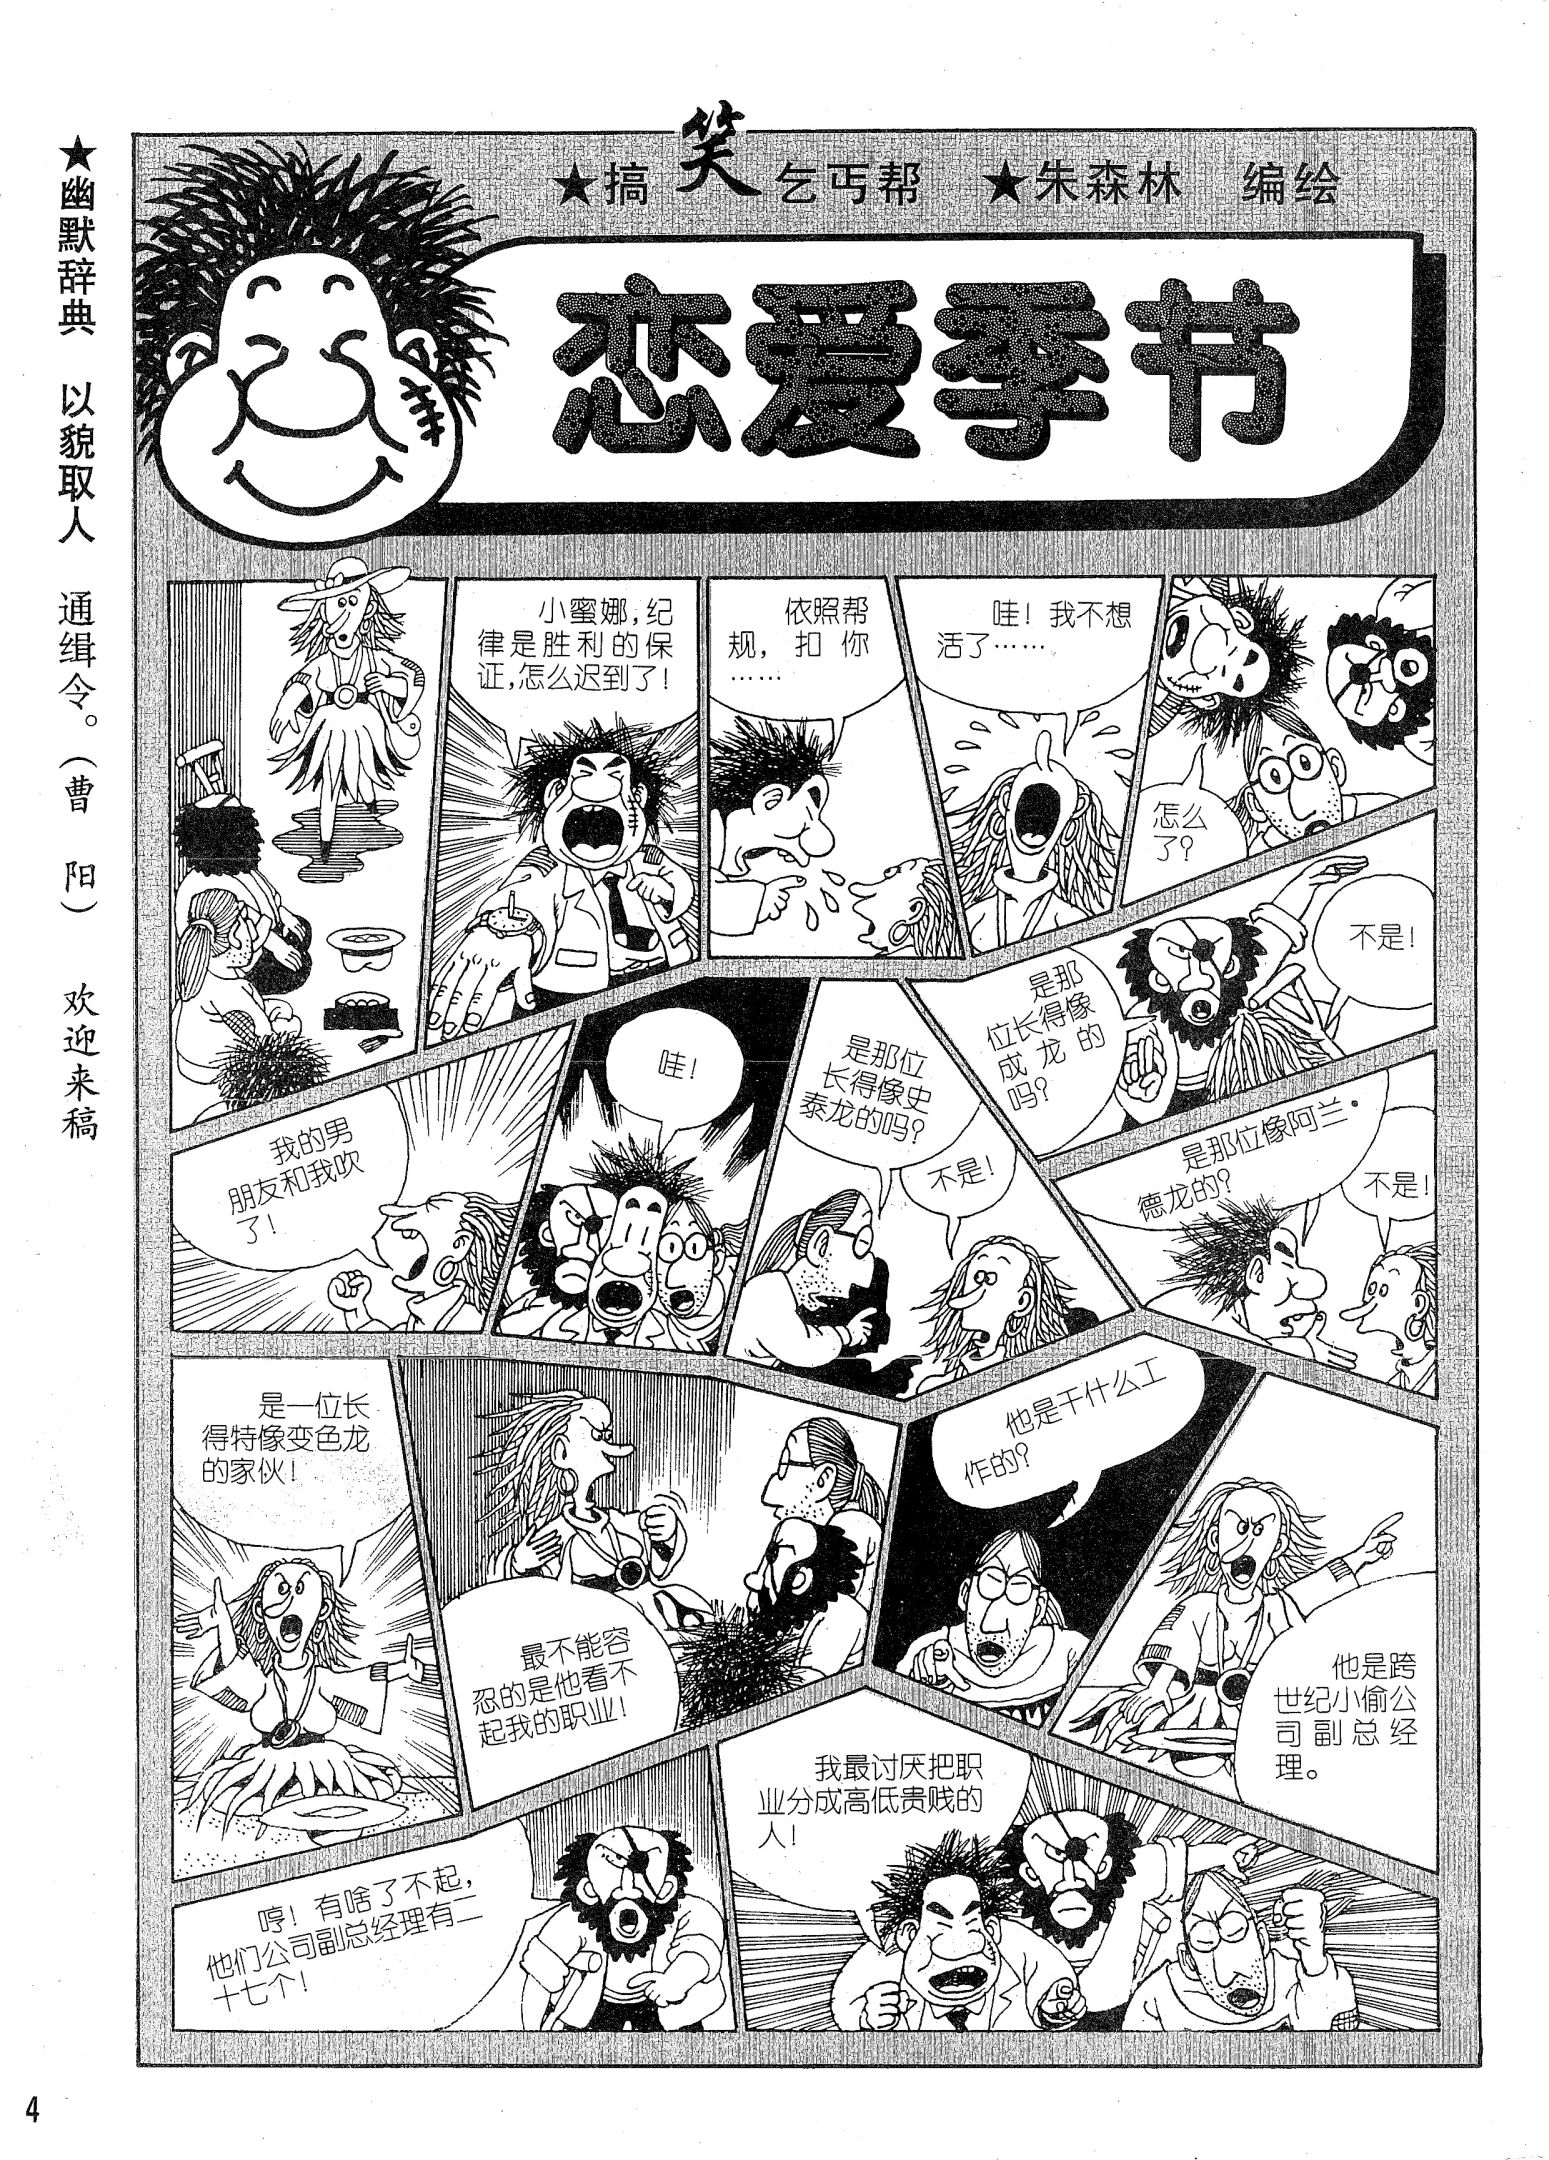 ★搞笑乞丐帮 ★朱森林 编绘
恋爱季节
★幽默辞典 以貌取人 通缉令。（曹 阳） 欢迎来稿
小蜜娜，纪
律是胜利的保
证，怎么迟到了！
依照帮
规，扣你
……
哇！我不想
活了……
怎么
了？
我的男
朋友和我吹
了！
哇！
是那位
长得像史
泰龙的吗？
不是！
是那
位长得像
成龙的
吗？
不是！
是那位像阿兰·
德龙的？
不是！
是一位长
得特像变色龙
的家伙！
最不能容
忍的是他看不
起我的职业！
他是干什么工
作的？
他是跨
世纪小偷公
司副总经
理。
哼！有啥了不起，
他们公司副总经理有二
十七个！
我最讨厌把职
业分成高低贵贱的
人！
4